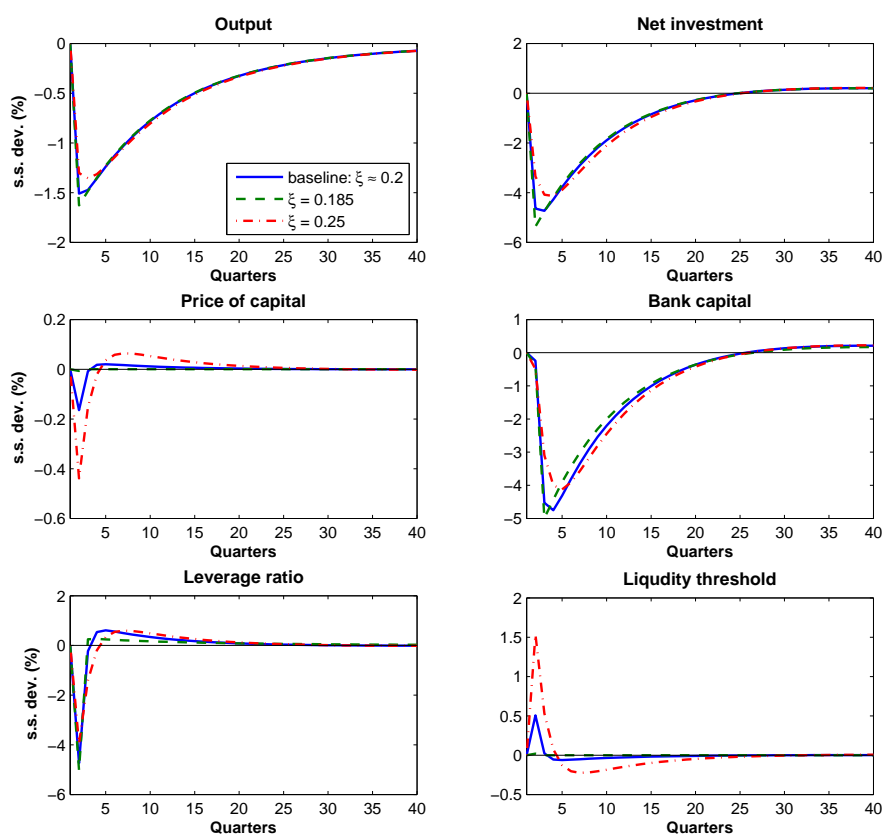 Output
s.s. dev. (%)
0
−0.5
−1
−1.5
−2
5 10 15 20 25 30 35 40
Quarters
baseline: ξ ≈ 0.2
ξ = 0.185
ξ = 0.25
Net investment
2
0
−2
−4
−6
5 10 15 20 25 30 35 40
Quarters
Price of capital
s.s. dev. (%)
0.2
0
−0.2
−0.4
−0.6
5 10 15 20 25 30 35 40
Quarters
Bank capital
1
0
−1
−2
−3
−4
−5
5 10 15 20 25 30 35 40
Quarters
Leverage ratio
s.s. dev. (%)
2
0
−2
−4
−6
5 10 15 20 25 30 35 40
Quarters
Liqudity threshold
2
1.5
1
0.5
0
−0.5
5 10 15 20 25 30 35 40
Quarters